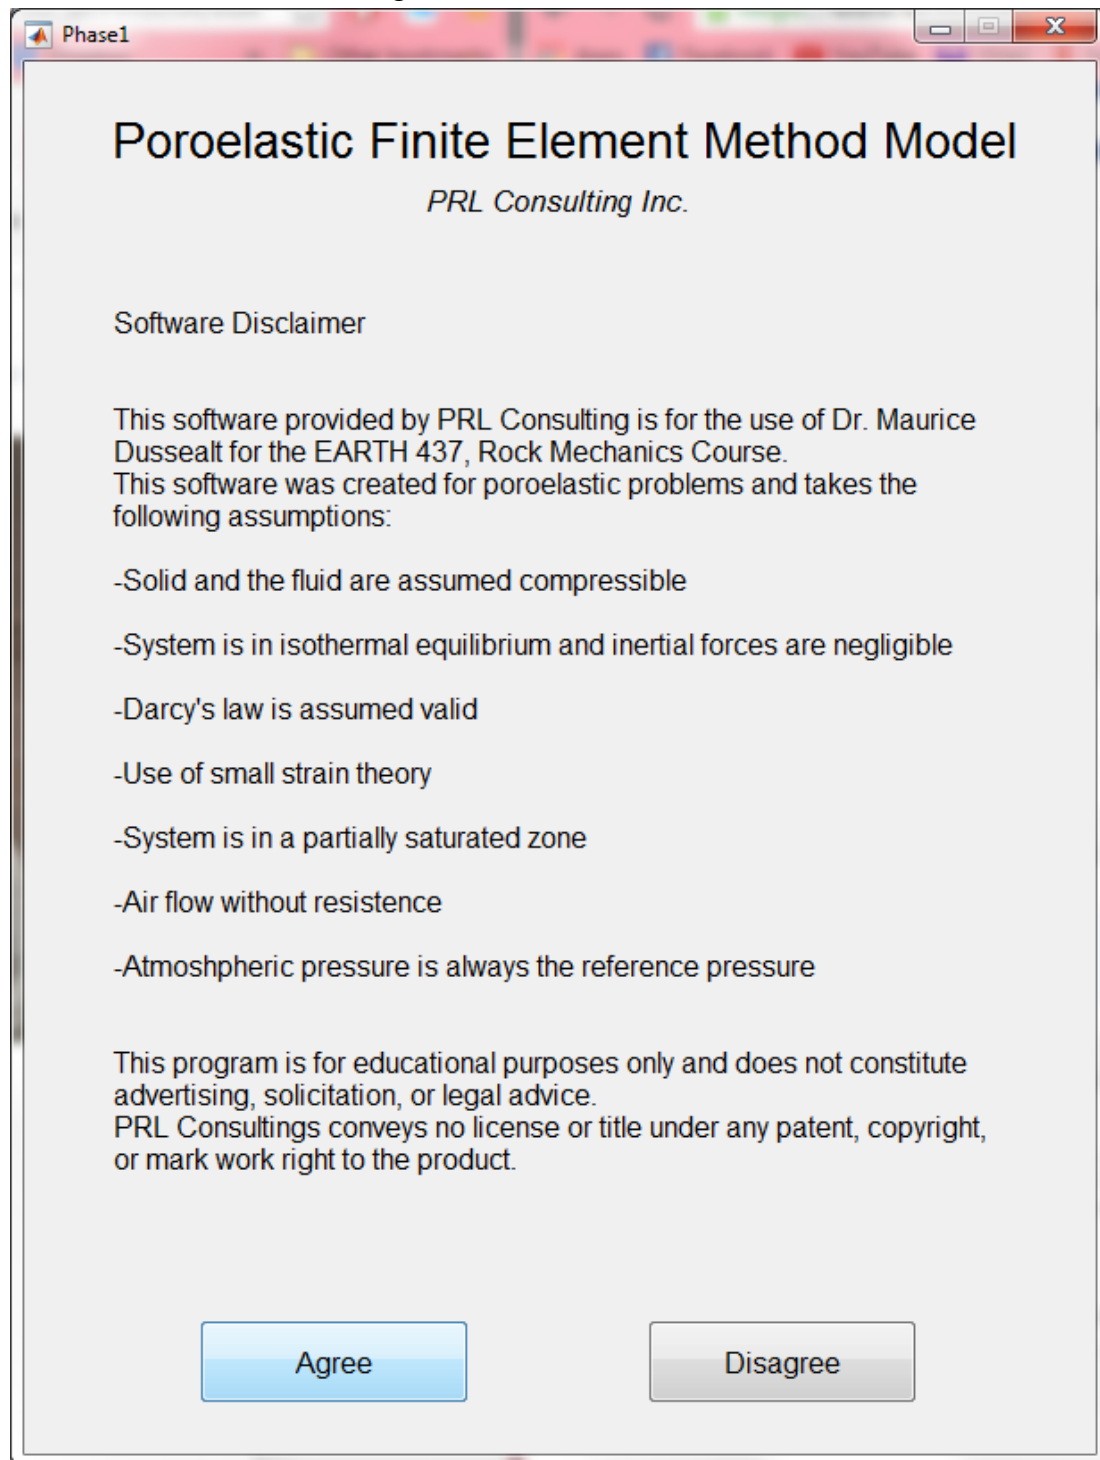 Phase1
Poroelastic Finite Element Method Model
PRL Consulting Inc.
Software Disclaimer
This software provided by PRL Consulting is for the use of Dr. Maurice
Dussealt for the EARTH 437, Rock Mechanics Course.
This software was created for poroelastic problems and takes the
following assumptions:
-Solid and the fluid are assumed compressible
-System is in isothermal equilibrium and inertial forces are negligible
-Darcy's law is assumed valid
-Use of small strain theory
-System is in a partially saturated zone
-Air flow without resistence
-Atmoshpheric pressure is always the reference pressure
This program is for educational purposes only and does not constitute
advertising, solicitation, or legal advice.
PRL Consultings conveys no license or title under any patent, copyright,
or mark work right to the product.
Agree
Disagree